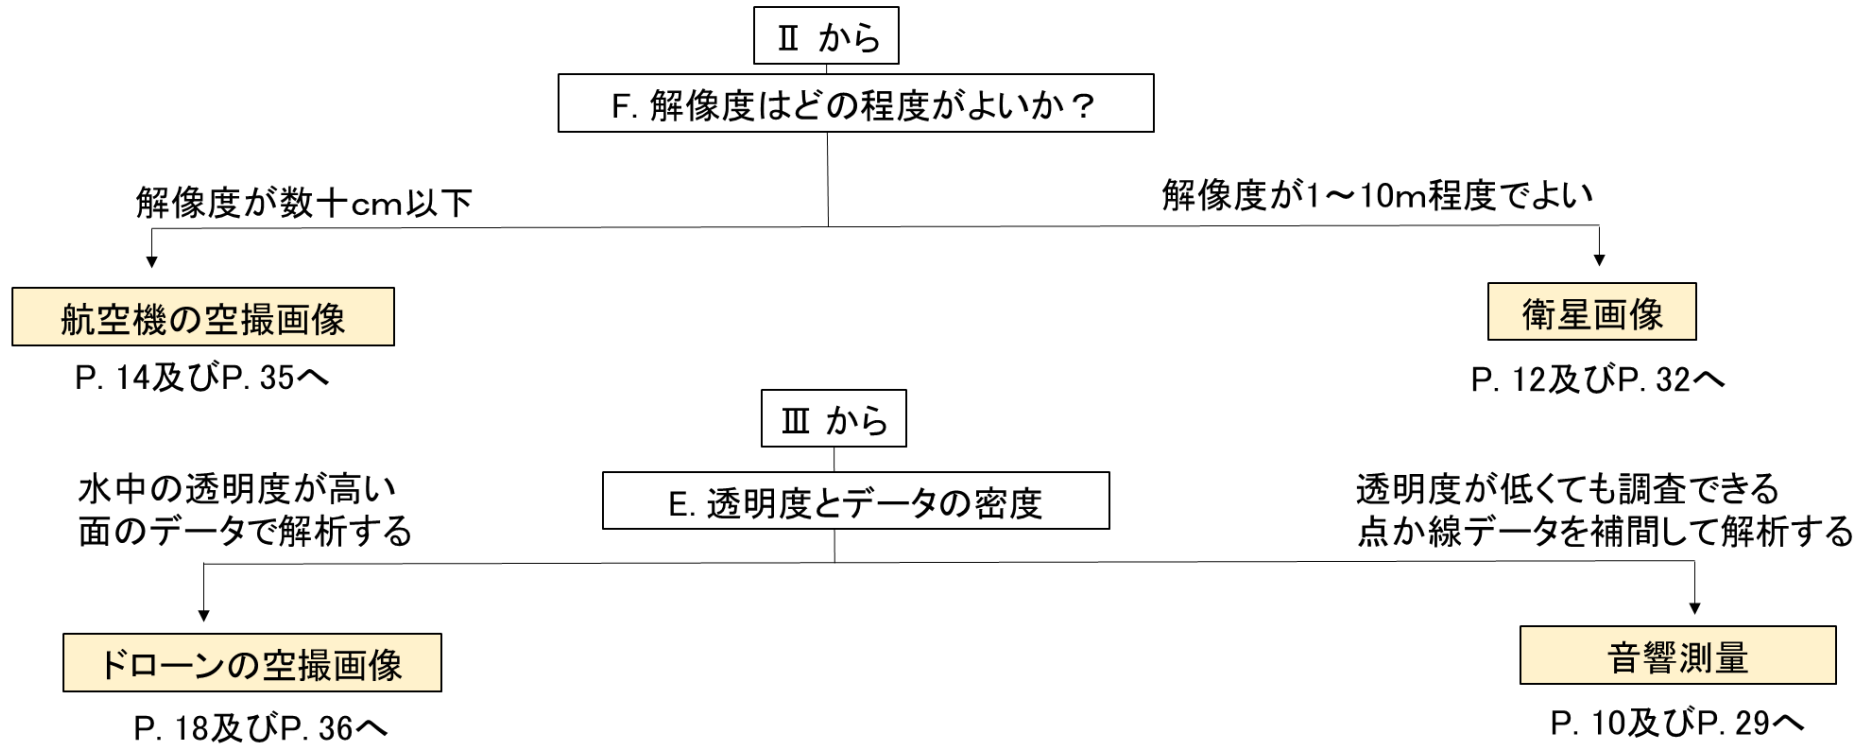 Ⅱ から
F. 解像度はどの程度がよいか？
解像度が数十cm以下
解像度が1～10m程度でよい
航空機の空撮画像
衛星画像
P. 14及びP. 35へ
P. 12及びP. 32へ
Ⅲ から
水中の透明度が高い
面のデータで解析する
E. 透明度とデータの密度
透明度が低くても調査できる
点か線データを補間して解析する
ドローンの空撮画像
音響測量
P. 18及びP. 36へ
P. 10及びP. 29へ